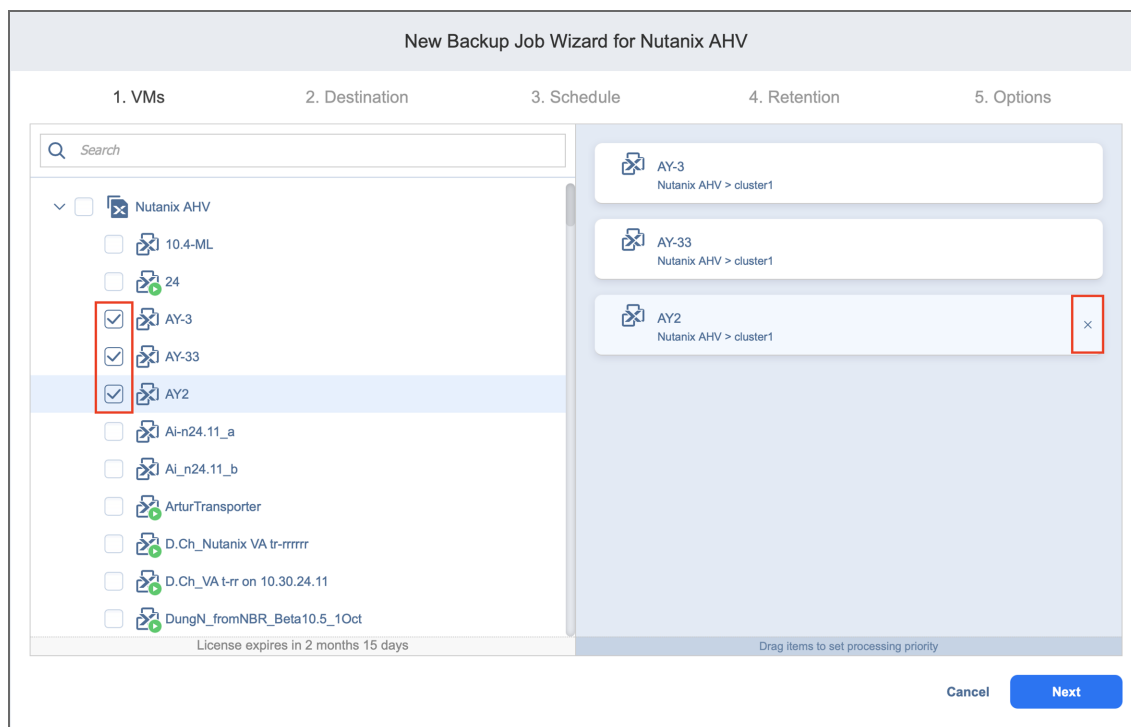 New Backup Job Wizard for Nutanix AHV
1. VMs 2. Destination 3. Schedule 4. Retention 5. Options
Search
Nutanix AHV
10.4-ML
24
AY-3
AY-33
AY2
Ai-n24.11_a
Ai_n24.11_b
ArturTransporter
D.Ch_Nutanix VA tr-rrrrrr
D.Ch_VA t-rr on 10.30.24.11
DungN_fromNBR_Beta10.5_1Oct
License expires in 2 months 15 days
AY-3
Nutanix AHV > cluster1
AY-33
Nutanix AHV > cluster1
AY2
Nutanix AHV > cluster1
Drag items to set processing priority
Cancel Next